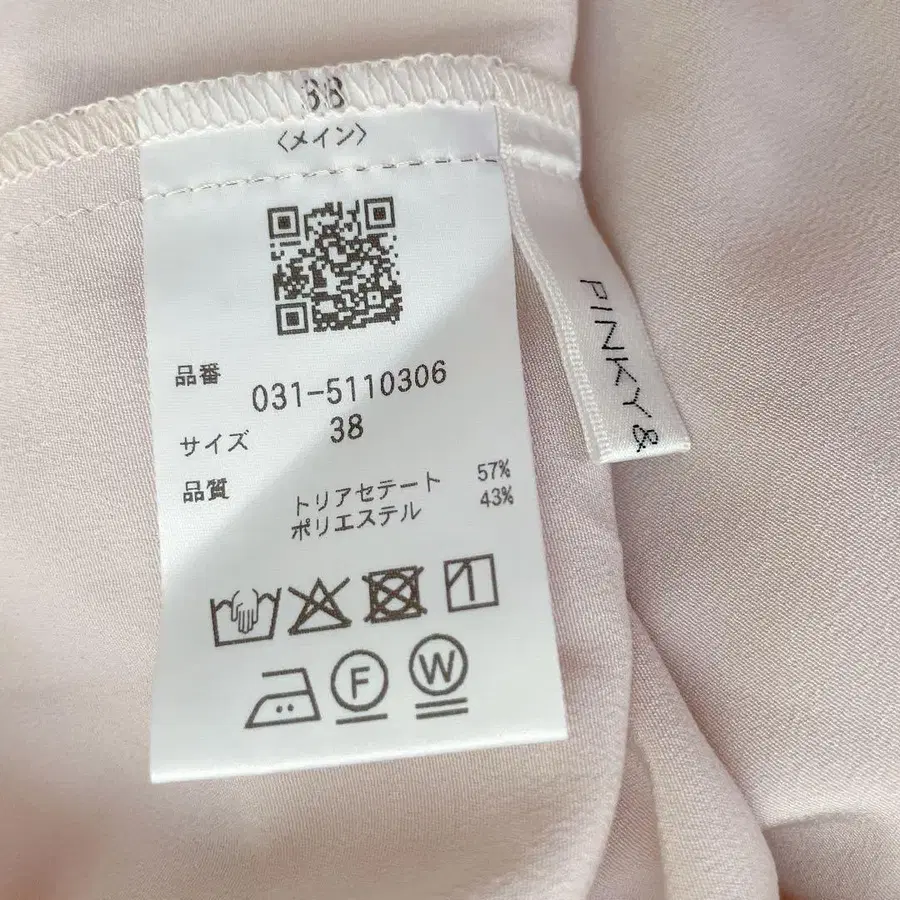 38
〈メイン〉
品番 031-5110306
サイズ 38
品質 トリアセテート 57%
ポリエステル 43%
F W
PINKY &